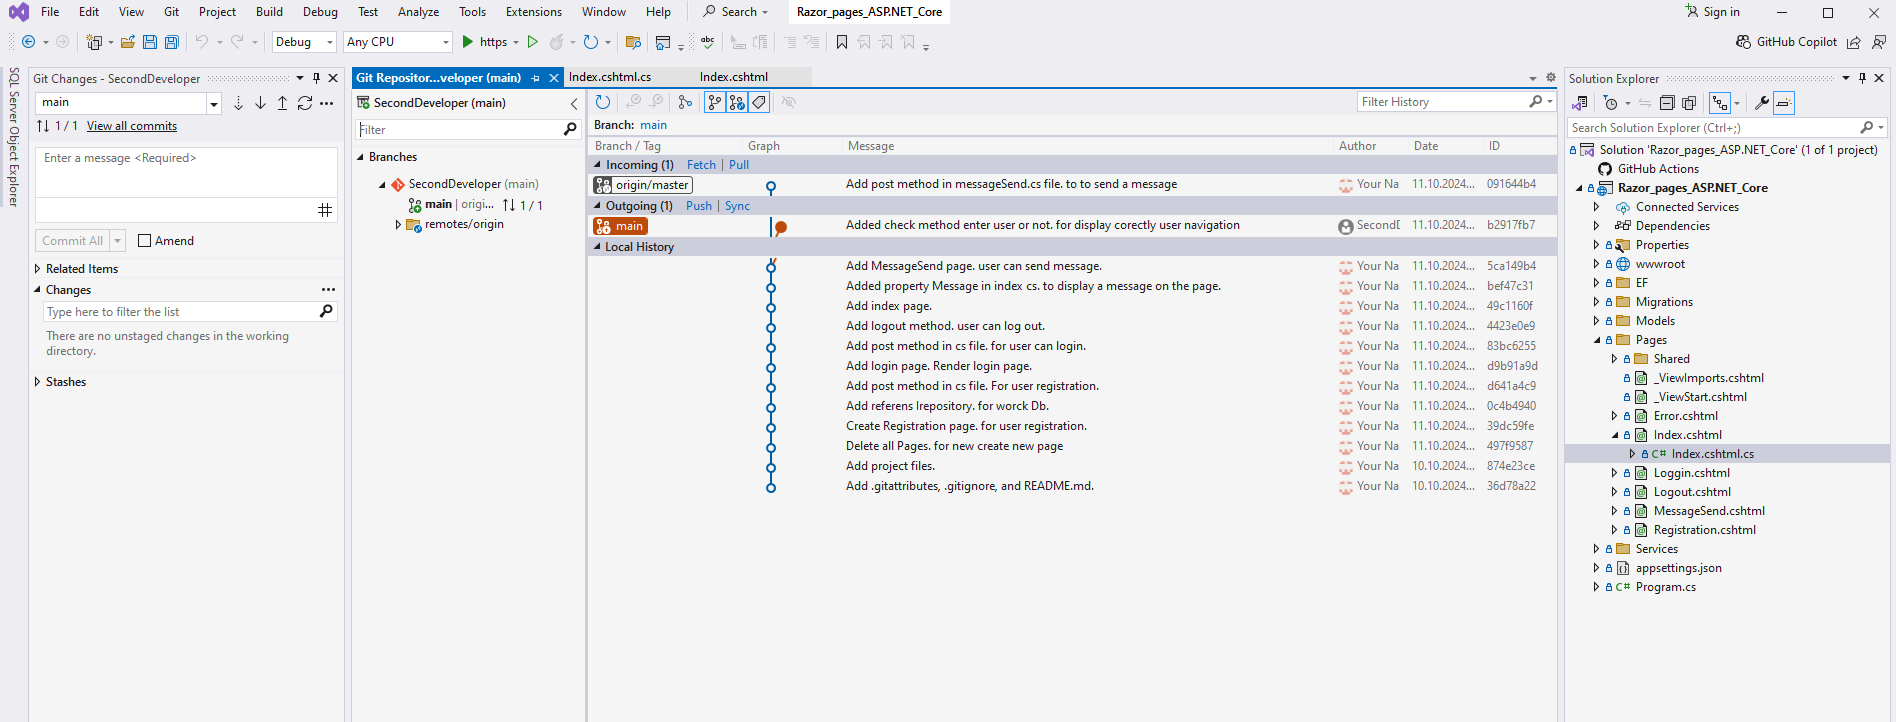 File Edit View Git Project Build Debug Test Analyze Tools Extensions Window Help Search Razor_pages_ASP.NET_Core Sign in
Debug Any CPU https GitHub Copilot
SQL Server Object Explorer
Git Changes - SecondDeveloper
main
1 / 1 View all commits
Enter a message <Required>
Commit All Amend
Related Items
Changes
Type here to filter the list
There are no unstaged changes in the working
directory.
Stashes
Git Repositor...veloper (main) Index.cshtml.cs Index.cshtml
SecondDeveloper (main)
Filter
Branches
SecondDeveloper (main)
main | origi... 1 / 1
remotes/origin
Filter History
Branch: main
Branch / Tag Graph Message Author Date ID
Incoming (1) Fetch | Pull
origin/master Add post method in messageSend.cs file. to to send a message Your Na 11.10.2024... 091644b4
Outgoing (1) Push | Sync
main Added check method enter user or not. for display corectly user navigation SecondD 11.10.2024... b2917fb7
Local History
Add MessageSend page. user can send message. Your Na 11.10.2024... 5ca149b4
Added property Message in index cs. to display a message on the page. Your Na 11.10.2024... bef47c31
Add index page. Your Na 11.10.2024... 49c1160f
Add logout method. user can log out. Your Na 11.10.2024... 4423e0e9
Add post method in cs file. for user can login. Your Na 11.10.2024... 83bc6255
Add login page. Render login page. Your Na 11.10.2024... d9b91a9d
Add post method in cs file. For user registration. Your Na 11.10.2024... d641a4c9
Add referens Irepository. for worck Db. Your Na 11.10.2024... 0c4b4940
Create Registration page. for user registration. Your Na 11.10.2024... 39dc59fe
Delete all Pages. for new create new page Your Na 11.10.2024... 497f9587
Add project files. Your Na 10.10.2024... 874e23ce
Add .gitattributes, .gitignore, and README.md. Your Na 10.10.2024... 36d78a22
Solution Explorer
Search Solution Explorer (Ctrl+;)
Solution 'Razor_pages_ASP.NET_Core' (1 of 1 project)
GitHub Actions
Razor_pages_ASP.NET_Core
Connected Services
Dependencies
Properties
wwwroot
EF
Migrations
Models
Pages
Shared
_ViewImports.cshtml
_ViewStart.cshtml
Error.cshtml
Index.cshtml
C# Index.cshtml.cs
Loggin.cshtml
Logout.cshtml
MessageSend.cshtml
Registration.cshtml
Services
appsettings.json
C# Program.cs